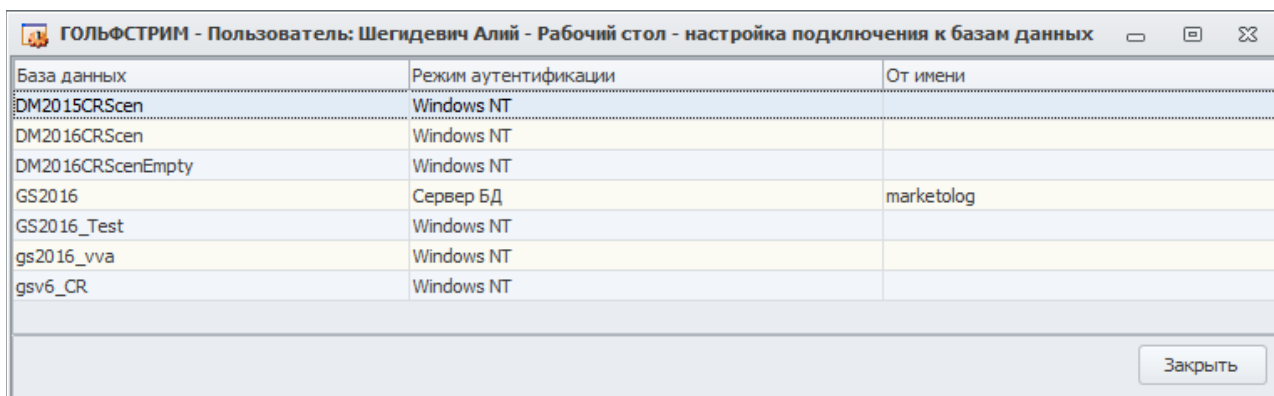 ГОЛЬФСТРИМ - Пользователь: Шегидевич Алий - Рабочий стол - настройка подключения к базам данных
База данных Режим аутентификации От имени
DM2015CRScen Windows NT
DM2016CRScen Windows NT
DM2016CRScenEmpty Windows NT
GS2016 Сервер БД marketolog
GS2016_Test Windows NT
gs2016_vva Windows NT
gsv6_CR Windows NT
Закрыть